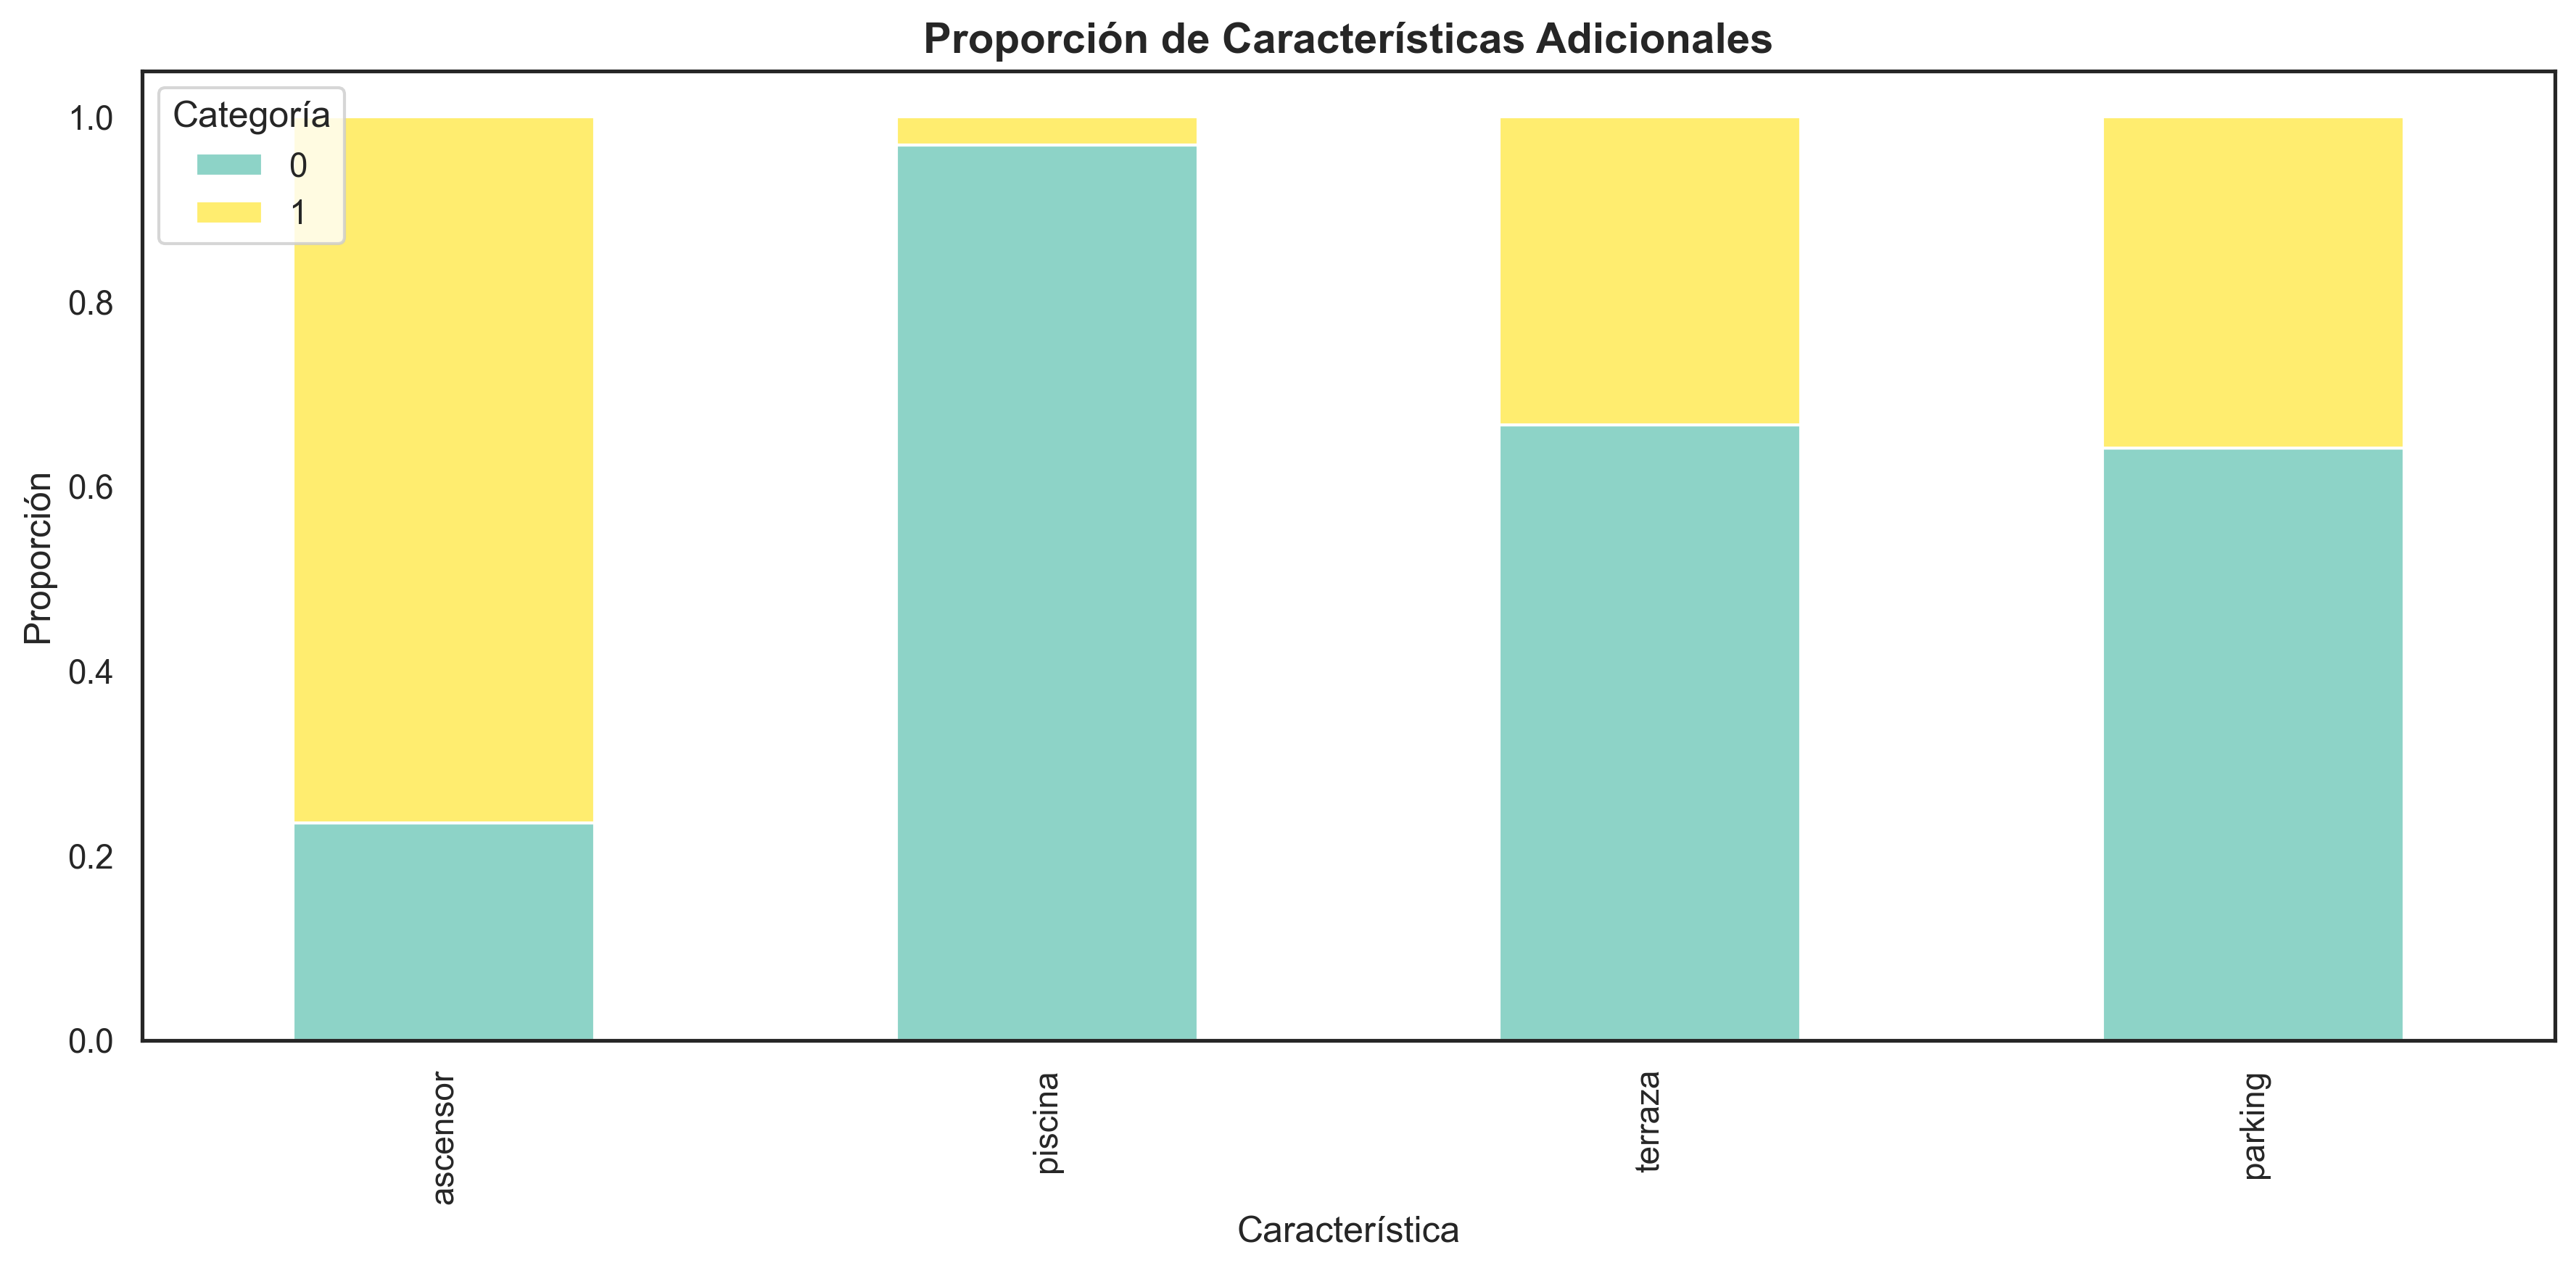 Proporción de Características Adicionales
Categoría
0
1
1.0
0.8
0.6
0.4
0.2
0.0
Proporción
ascensor
piscina
terraza
parking
Característica